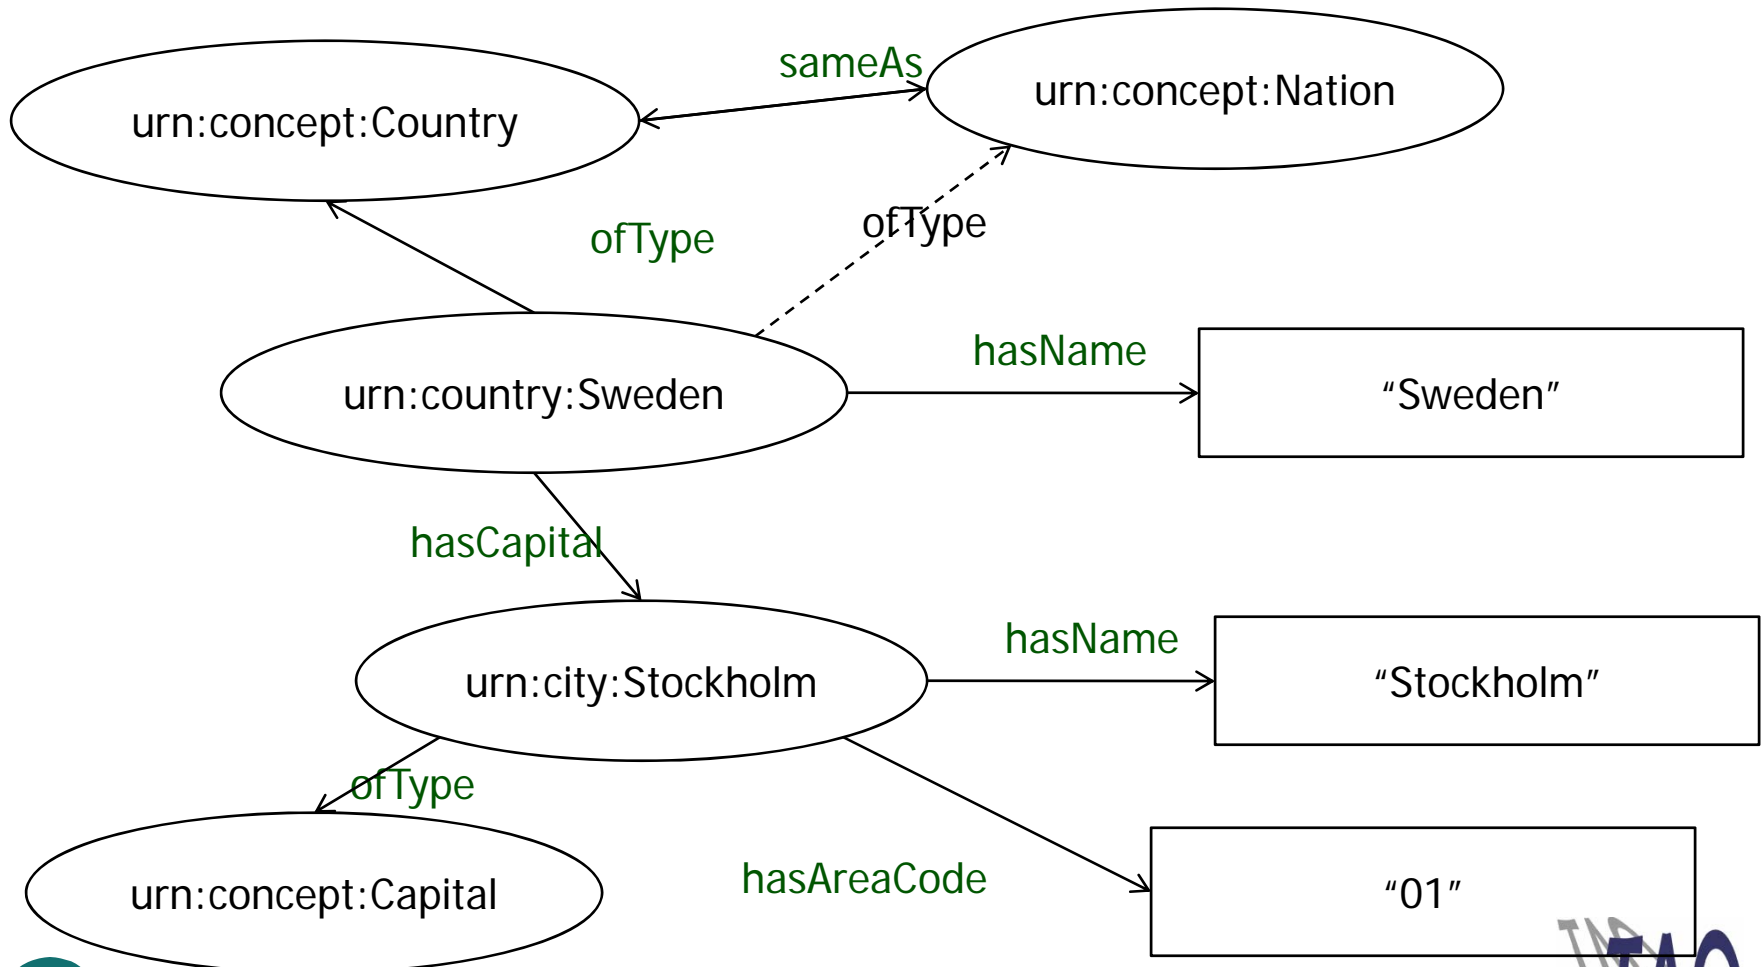 sameAs
urn:concept:Nation
urn:concept:Country
ofType
ofType
hasName
urn:country:Sweden
“Sweden”
hasCapital
hasName
urn:city:Stockholm
“Stockholm”
ofType
hasAreaCode
urn:concept:Capital
“01”